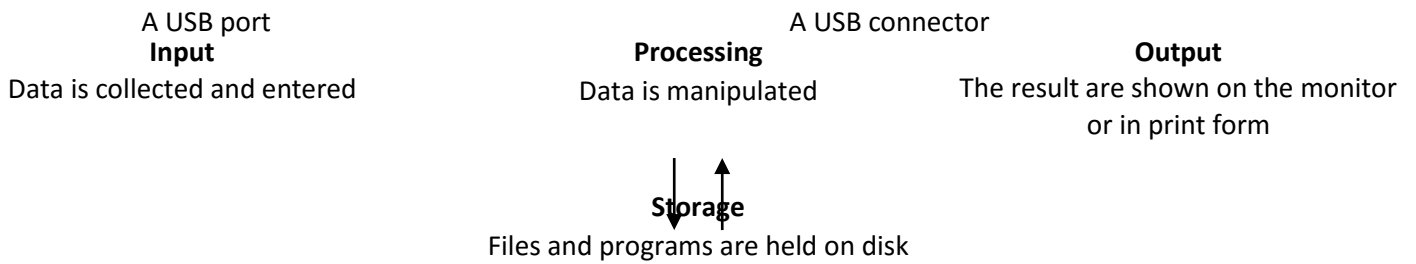 A USB port A USB connector
Input Processing Output
Data is collected and entered Data is manipulated The result are shown on the monitor
or in print form
Storage
Files and programs are held on disk